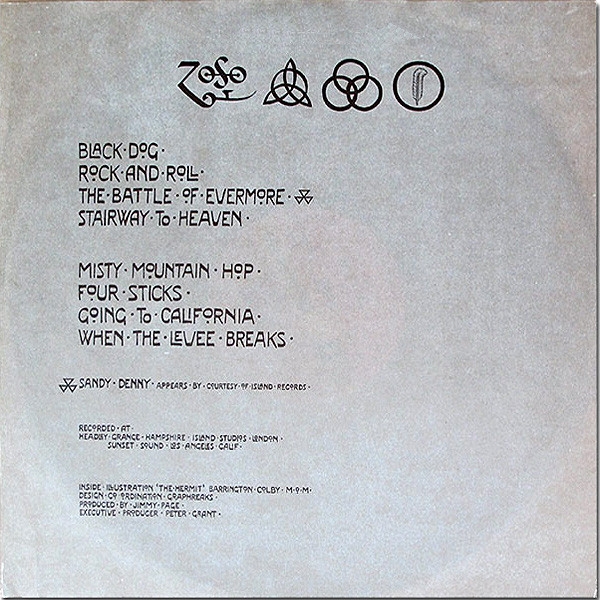 ZoSo
BLACK · DOG ·
ROCK · AND · ROLL ·
THE · BATTLE · OF · EVERMORE ·
STAIRWAY · TO · HEAVEN ·
MISTY · MOUNTAIN · HOP ·
FOUR · STICKS ·
GOING · TO · CALIFORNIA ·
WHEN · THE · LEVEE · BREAKS ·
SANDY · DENNY · APPEARS · BY · COURTESY · OF · ISLAND · RECORDS ·
RECORDED · AT ·
HEADLEY · GRANGE · HAMPSHIRE · ISLAND · STUDIOS · LONDON ·
SUNSET · SOUND · LOS · ANGELES · CALIF ·
INSIDE · ILLUSTRATION 'THE · HERMIT' BARRINGTON · COLBY · M · O · M ·
DESIGN · CO · ORDINATION · GRAPHREAKS ·
PRODUCED · BY · JIMMY · PAGE ·
EXECUTIVE · PRODUCER · PETER · GRANT ·